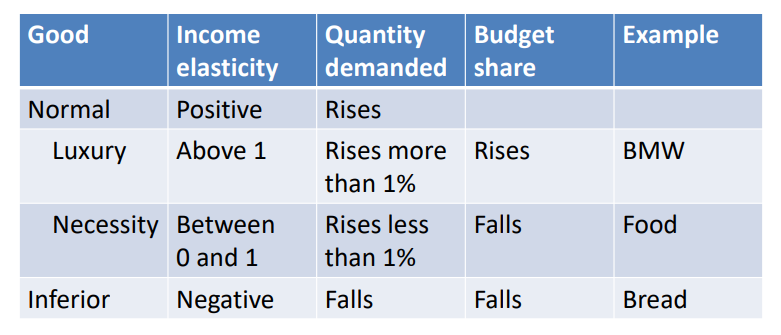 Good Income elasticity Quantity demanded Budget share Example
Normal Positive Rises
Luxury Above 1 Rises more than 1% Rises BMW
Necessity Between 0 and 1 Rises less than 1% Falls Food
Inferior Negative Falls Falls Bread